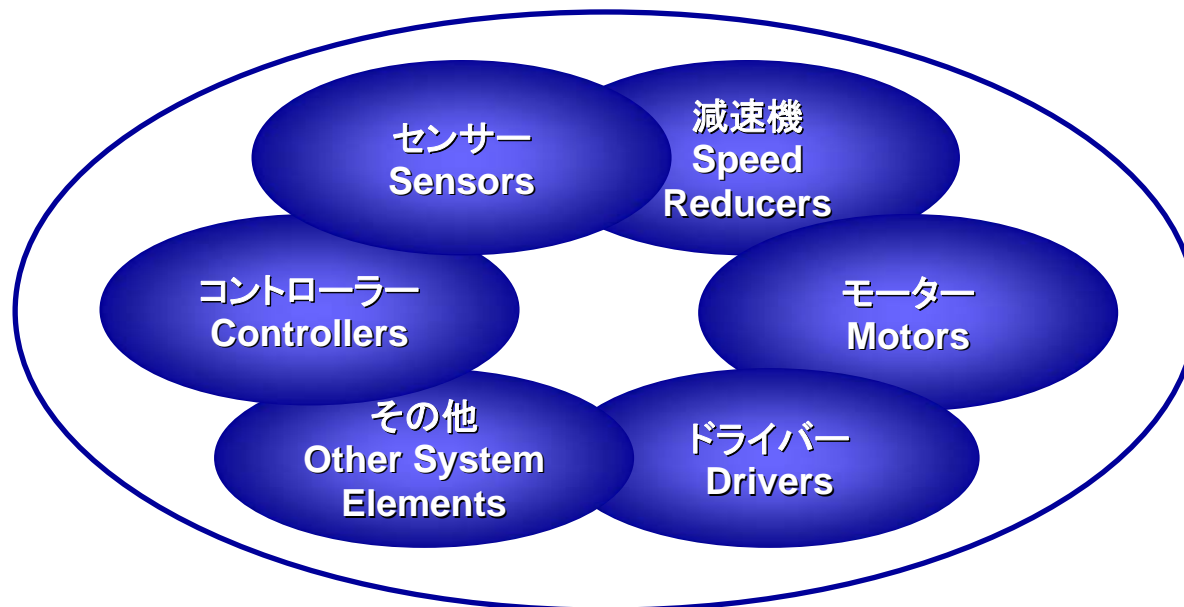 センサー
Sensors
減速機
Speed
Reducers
コントローラー
Controllers
モーター
Motors
その他
Other System
Elements
ドライバー
Drivers